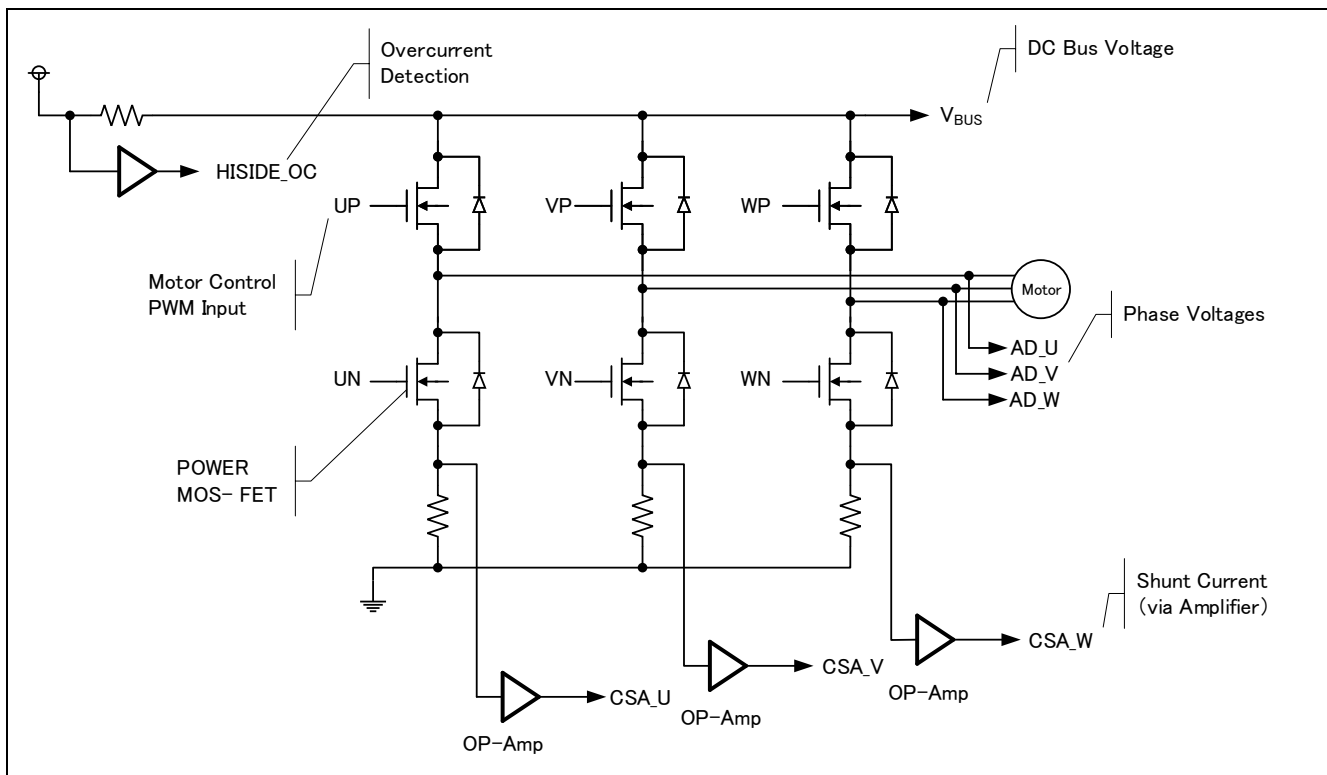 Overcurrent
Detection
DC Bus Voltage
VBUS
HISIDE_OC
UP
VP
WP
Motor Control
PWM Input
Motor
Phase Voltages
AD_U
AD_V
AD_W
UN
VN
WN
POWER
MOS- FET
Shunt Current
(via Amplifier)
CSA_W
CSA_V
CSA_U
OP-Amp
OP-Amp
OP-Amp